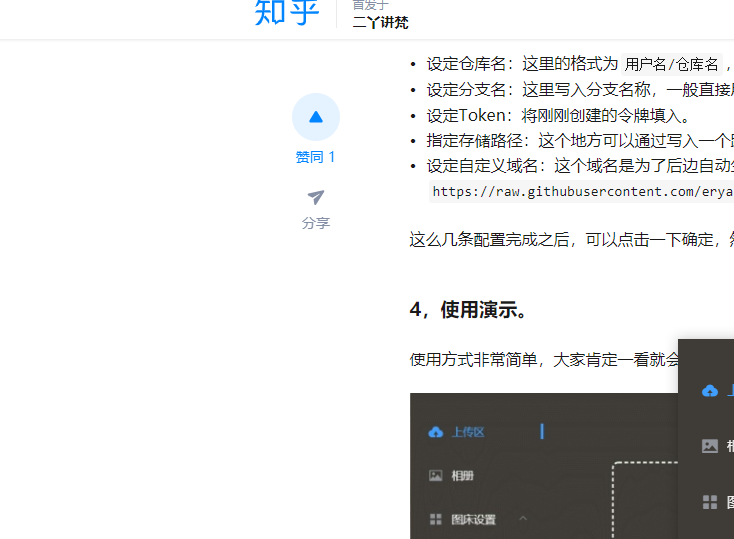 知乎
首发于
二丫讲梵
设定仓库名：这里的格式为 用户名/仓库名，
设定分支名：这里写入分支名称，一般直接
设定Token：将刚刚创建的令牌填入。
指定存储路径：这个地方可以通过写入一个
设定自定义域名：这个域名是为了后边自动
https://raw.githubusercontent.com/erya
赞同 1
分享
这么几条配置完成之后，可以点击一下确定，
4，使用演示。
使用方式非常简单，大家肯定一看就会
上传区
相册
图床设置